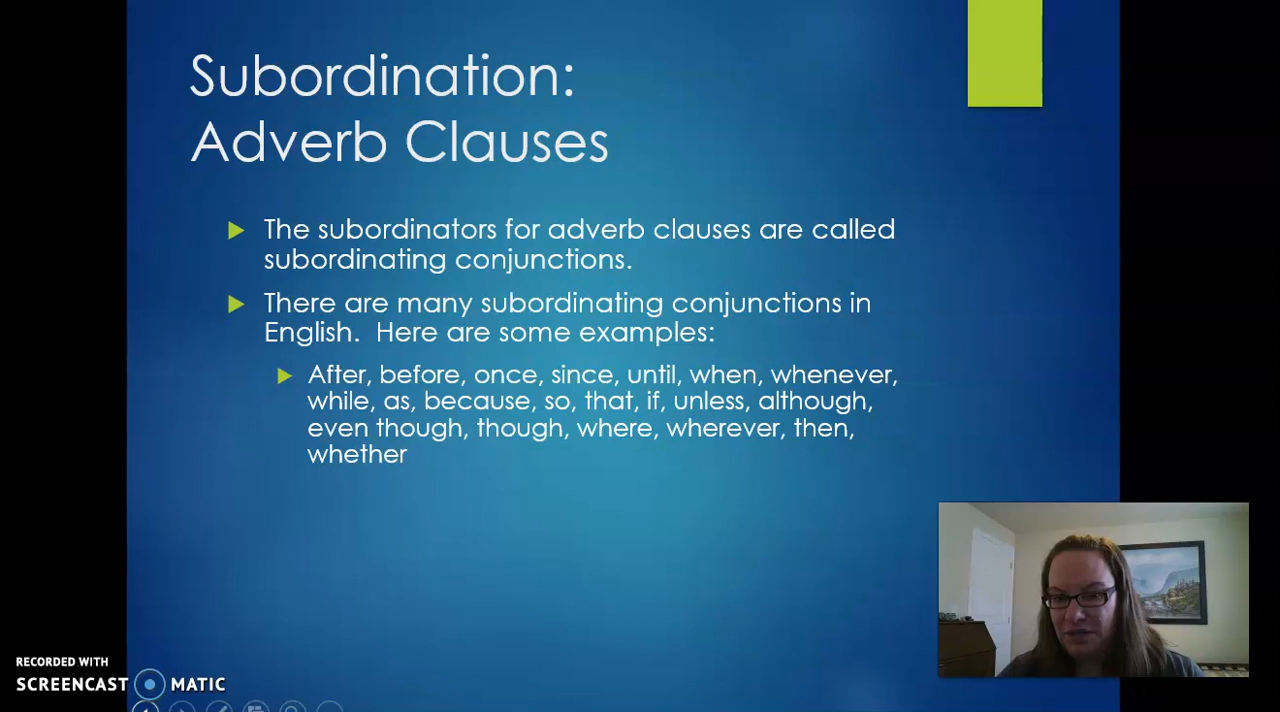 Subordination:
Adverb Clauses
The subordinators for adverb clauses are called
subordinating conjunctions.
There are many subordinating conjunctions in
English.  Here are some examples:
After, before, once, since, until, when, whenever,
while, as, because, so, that, if, unless, although,
even though, though, where, wherever, then,
whether
RECORDED WITH
SCREENCAST MATIC